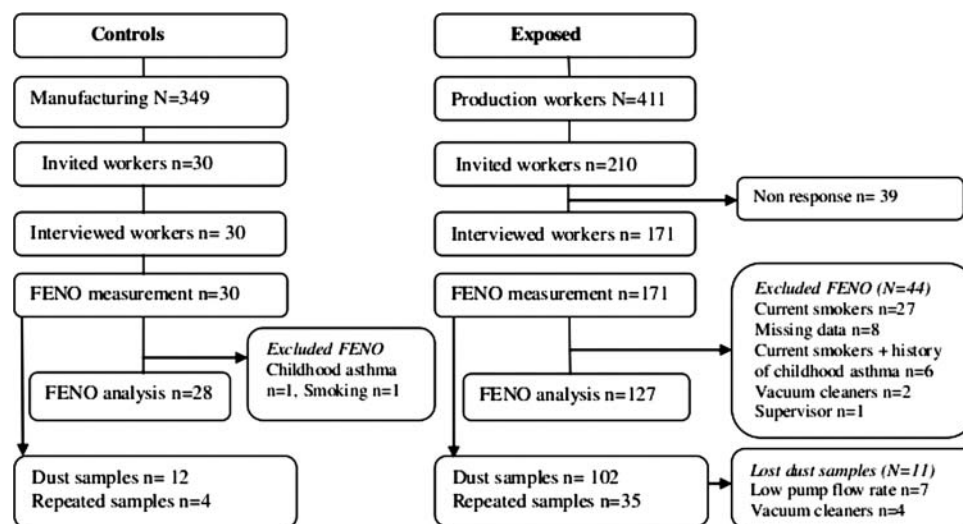 Controls
Manufacturing N=349
Invited workers n=30
Interviewed workers n= 30
FENO measurement n=30
Excluded FENO
Childhood asthma
n=1, Smoking n=1
FENO analysis n=28
Dust samples n= 12
Repeated samples n=4
Exposed
Production workers N=411
Invited workers n=210
Non response n= 39
Interviewed workers n= 171
FENO measurement n=171
Excluded FENO (N=44)
Current smokers n=27
Missing data n=8
Current smokers + history
of childhood asthma n=6
Vacuum cleaners n=2
Supervisor n=1
FENO analysis n=127
Dust samples n= 102
Repeated samples n=35
Lost dust samples (N=11)
Low pump flow rate n=7
Vacuum cleaners n=4